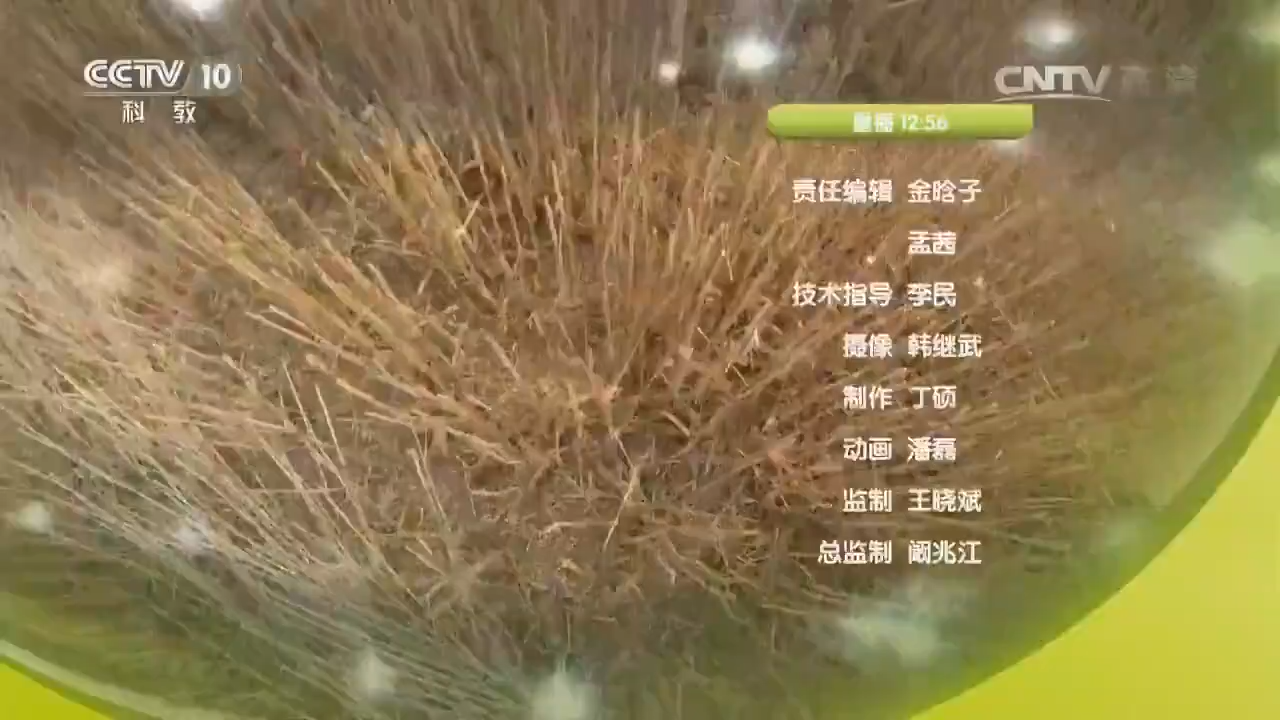 CCTV 10
科教
CNTV 高清
重播 12:56
责任编辑 金晗子
孟茜
技术指导 李民
摄像 韩继武
制作 丁硕
动画 潘磊
监制 王晓斌
总监制 阚兆江